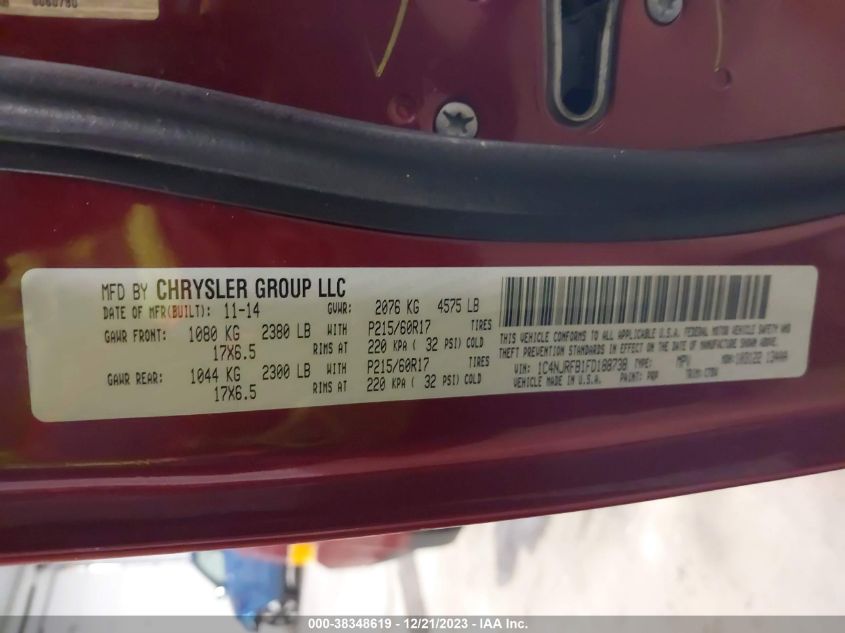 MFD BY CHRYSLER GROUP LLC
DATE OF MFR(BUILT): 11-14 GVWR: 2076 KG 4575 LB
GAWR FRONT: 1080 KG 2380 LB WITH P215/60R17 TIRES
17X6.5 RIMS AT 220 KPA ( 32 PSI) COLD
GAWR REAR: 1044 KG 2300 LB WITH P215/60R17 TIRES
17X6.5 RIMS AT 220 KPA ( 32 PSI) COLD
THIS VEHICLE CONFORMS TO ALL APPLICABLE U.S.A. FEDERAL MOTOR VEHICLE SAFETY AND
THEFT PREVENTION STANDARDS IN EFFECT ON THE DATE OF MANUFACTURE SHOWN ABOVE.
VIN: 1C4NJRFB1FD188738 TYPE: MPV
VEHICLE MADE IN U.S.A. PAINT: PRP TRIM:
000-38348619 - 12/21/2023 - IAA Inc.